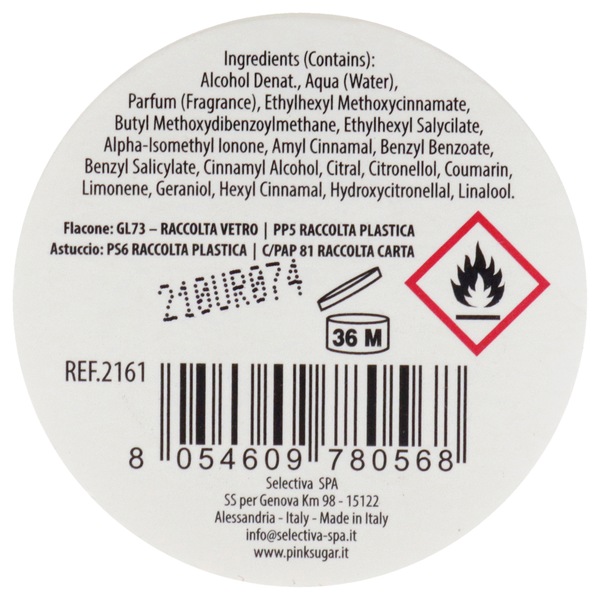 Ingredients (Contains):
Alcohol Denat., Aqua (Water),
Parfum (Fragrance), Ethylhexyl Methoxycinnamate,
Butyl Methoxydibenzoylmethane, Ethylhexyl Salycilate,
Alpha-Isomethyl Ionone, Amyl Cinnamal, Benzyl Benzoate,
Benzyl Salicylate, Cinnamyl Alcohol, Citral, Citronellol, Coumarin,
Limonene, Geraniol, Hexyl Cinnamal, Hydroxycitronellal, Linalool.
Flacone: GL73 – RACCOLTA VETRO | PP5 RACCOLTA PLASTICA
Astuccio: PS6 RACCOLTA PLASTICA | C/PAP 81 RACCOLTA CARTA
210UR074
36 M
REF.2161
8 054609 780568
Selectiva SPA
SS per Genova Km 98 - 15122
Alessandria - Italy - Made in Italy
info@selectiva-spa.it
www.pinksugar.it